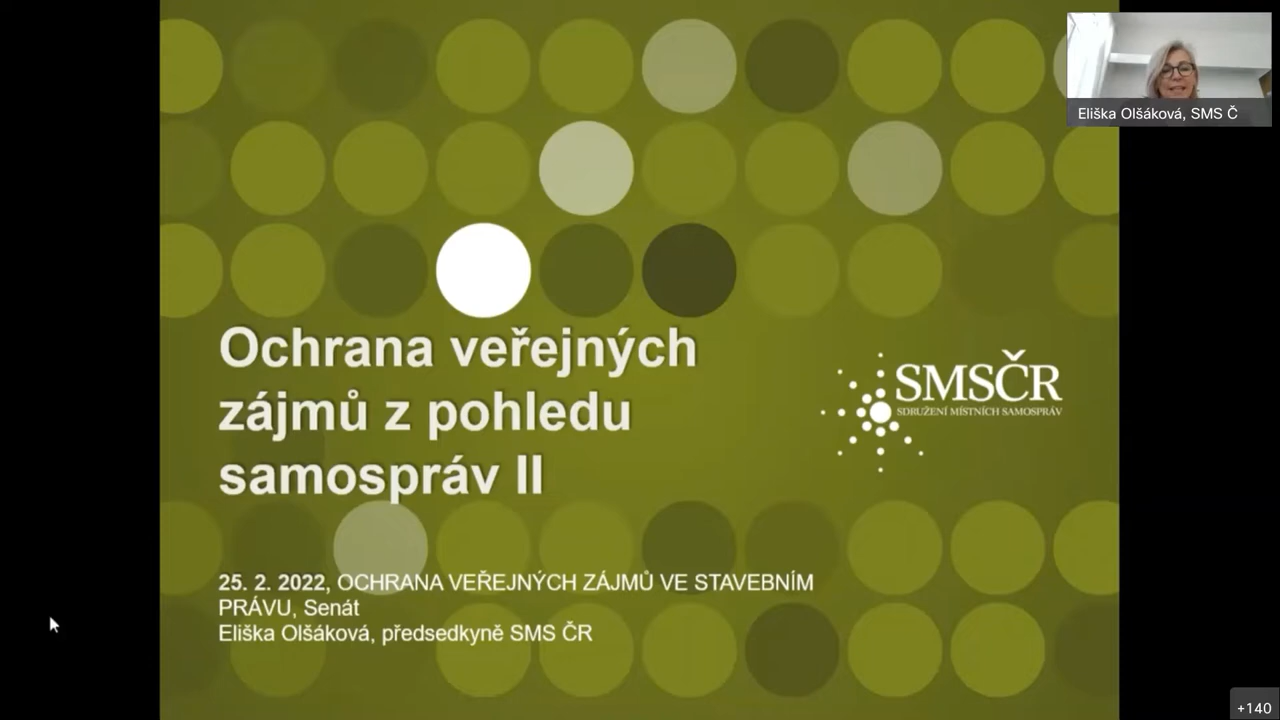 Eliška Olšáková, SMS Č
Ochrana veřejných
zájmů z pohledu
samospráv II
SMSČR
SDRUŽENÍ MÍSTNÍCH SAMOSPRÁV
25. 2. 2022, OCHRANA VEŘEJNÝCH ZÁJMŮ VE STAVEBNÍM
PRÁVU, Senát
Eliška Olšáková, předsedkyně SMS ČR
+140